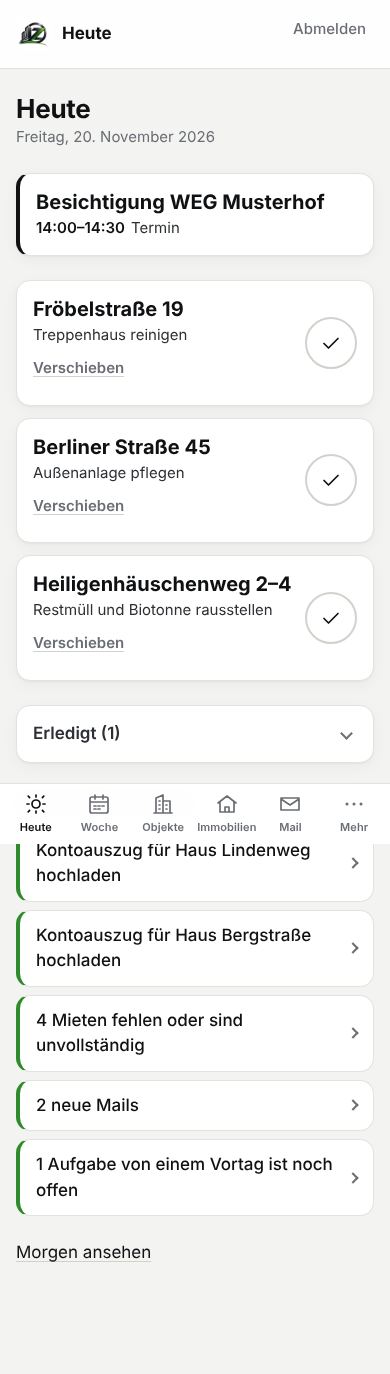 Heute
Abmelden
Heute
Freitag, 20. November 2026
Besichtigung WEG Musterhof
14:00–14:30 Termin
Fröbelstraße 19
Treppenhaus reinigen
Verschieben
Berliner Straße 45
Außenanlage pflegen
Verschieben
Heiligenhäuschenweg 2–4
Restmüll und Biotonne rausstellen
Verschieben
Erledigt (1)
Heute
Woche
Objekte
Immobilien
Mail
Mehr
Kontoauszug für Haus Lindenweg
hochladen
Kontoauszug für Haus Bergstraße
hochladen
4 Mieten fehlen oder sind
unvollständig
2 neue Mails
1 Aufgabe von einem Vortag ist noch
offen
Morgen ansehen